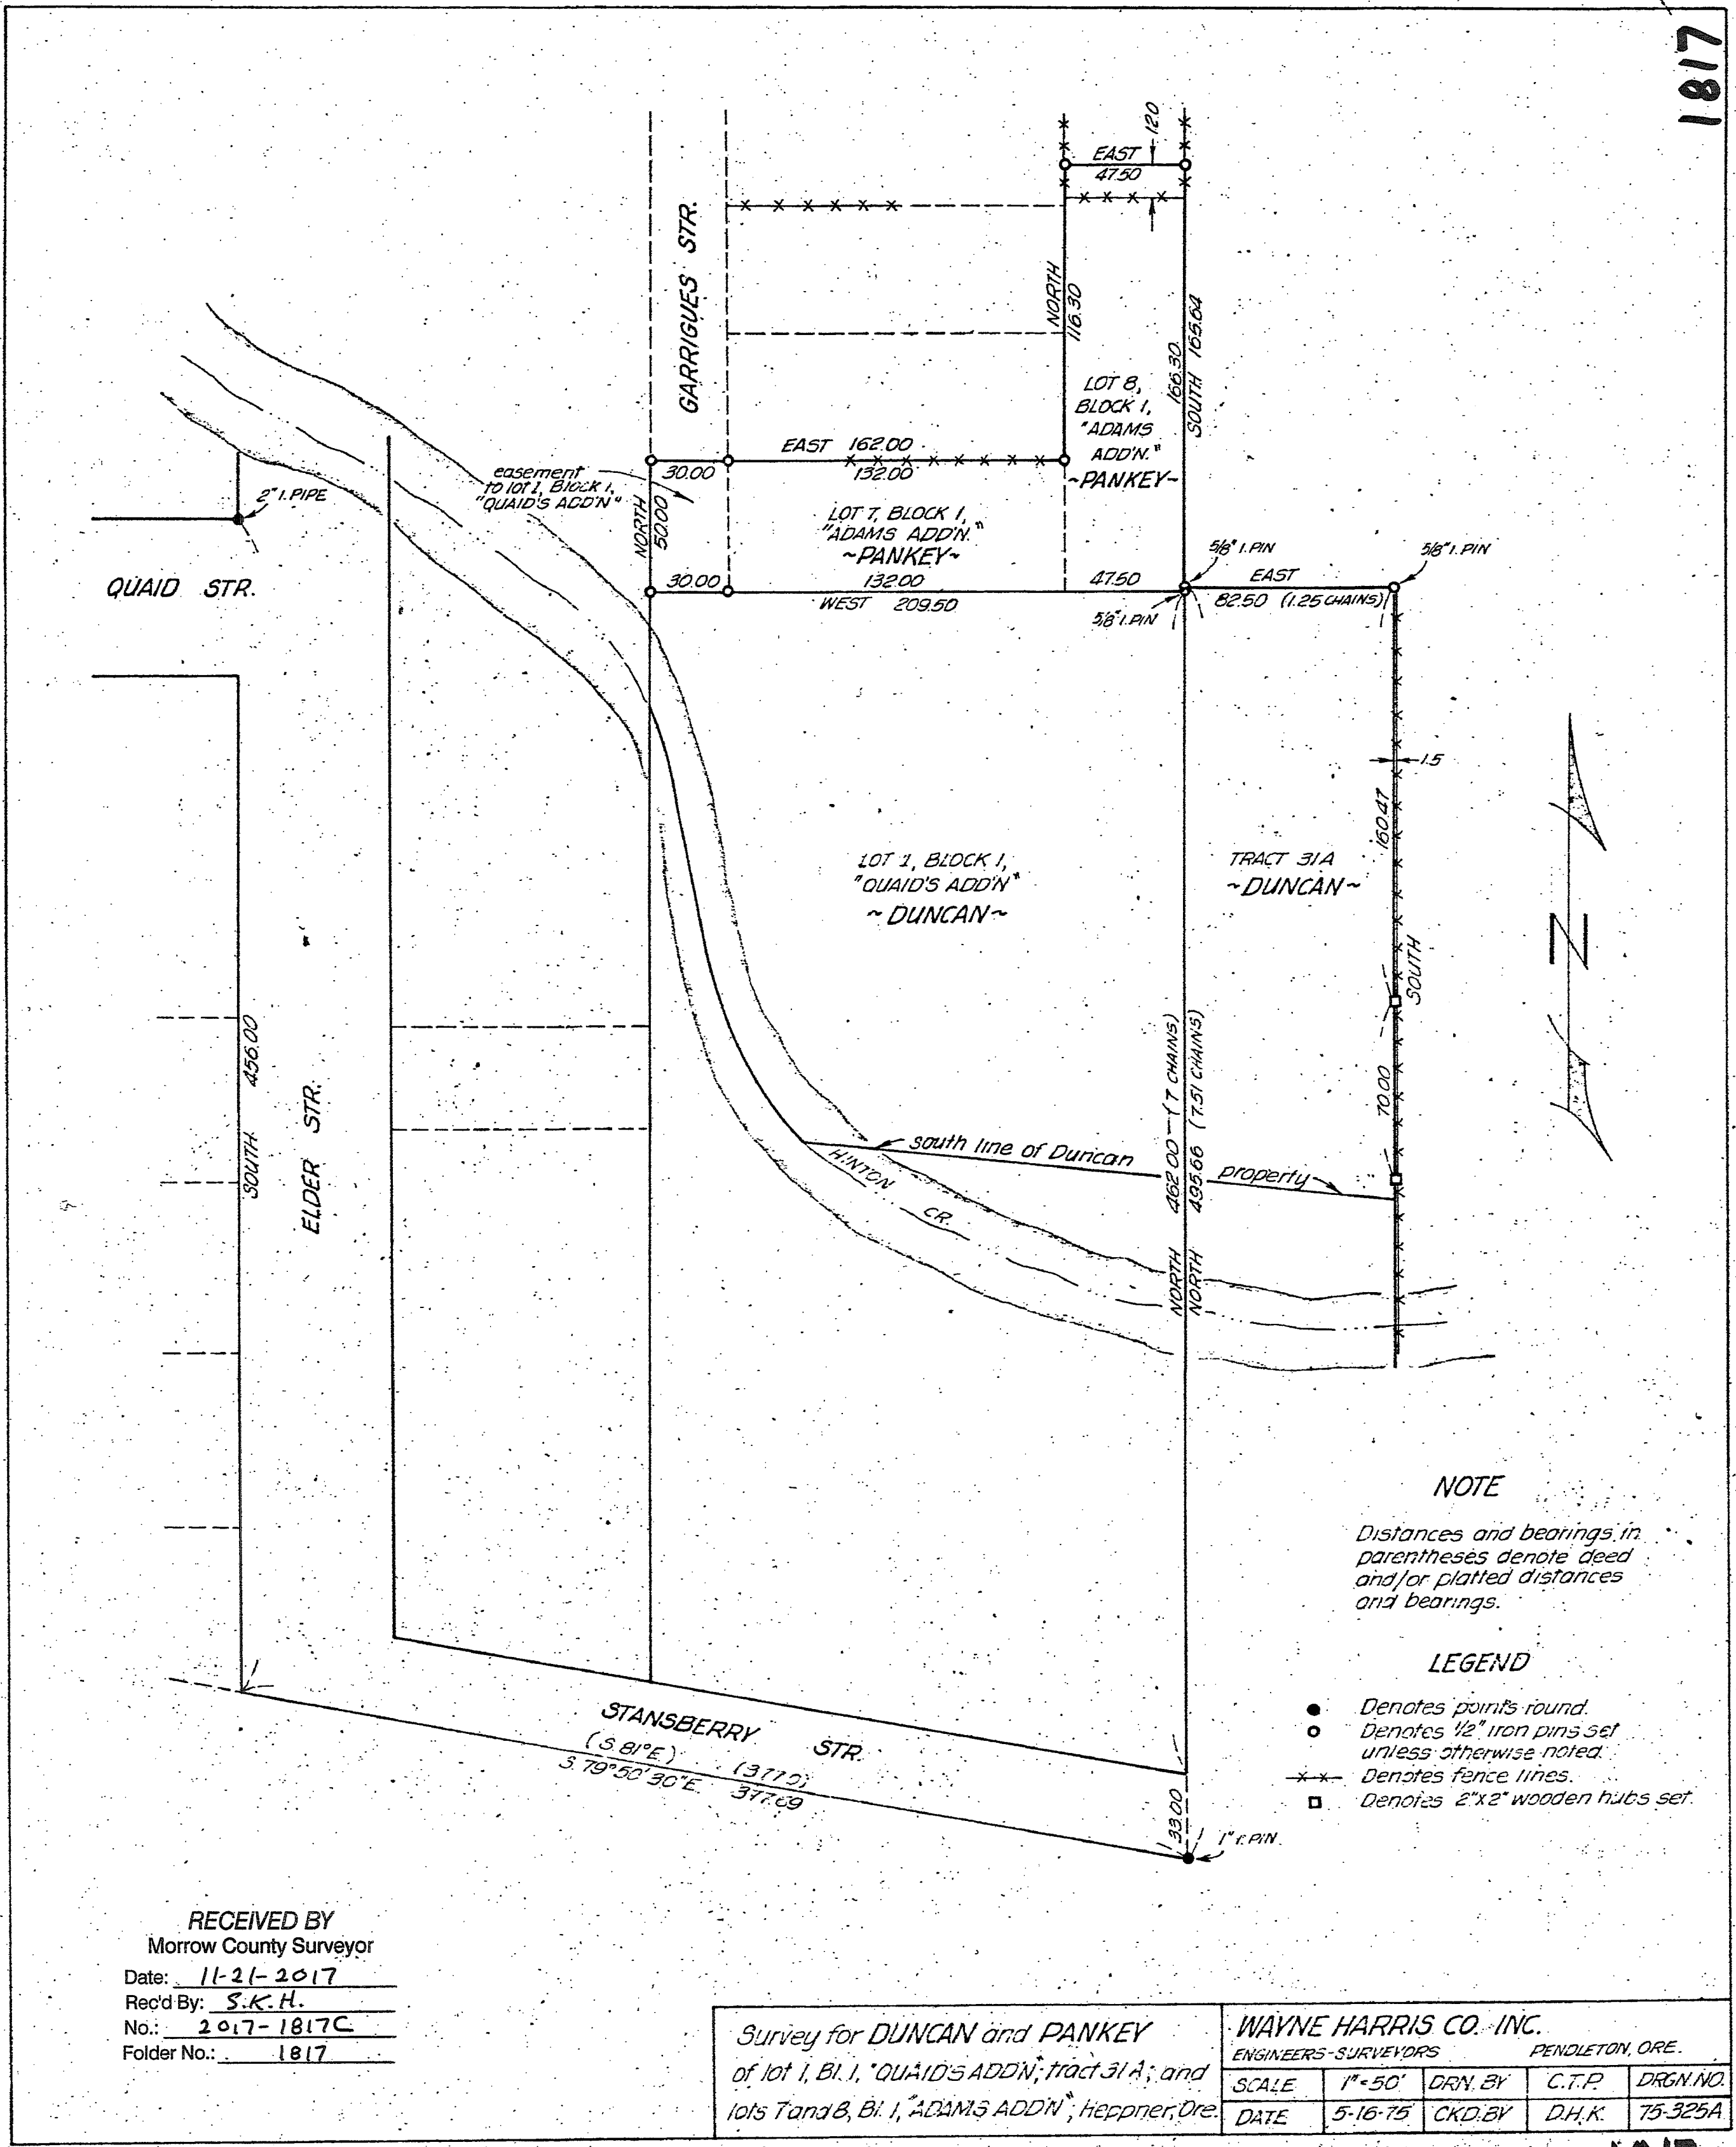 1817
EAST
47.50
12.0
GARRIGUES STR.
NORTH
116.30
166.30
SOUTH 165.64
LOT 8,
BLOCK 1,
"ADAMS
ADD'N."
~PANKEY~
EAST 162.00
30.00
132.00
easement
to lot 1, BLOCK 1,
"QUAID'S ADD'N"
2" I. PIPE
NORTH
50.00
LOT 7, BLOCK 1,
"ADAMS ADD'N."
~PANKEY~
QUAID STR.
30.00
132.00
47.50
WEST 209.50
5/8" I. PIN
5/8" I. PIN
5/8" I. PIN
EAST
82.50 (1.25 CHAINS)
1.5
160.47
LOT 1, BLOCK 1,
"QUAID'S ADD'N"
~DUNCAN~
TRACT 31A
~DUNCAN~
N
SOUTH
70.00
SOUTH 456.00
ELDER STR.
south line of Duncan property
HINTON CR.
NORTH 462.00 - (7 CHAINS)
NORTH 495.66 (7.51 CHAINS)
NOTE
Distances and bearings in
parentheses denote deed
and/or platted distances
and bearings.
LEGEND
Denotes points found.
Denotes 1/2" iron pins set
unless otherwise noted.
Denotes fence lines.
Denotes 2"x2" wooden hubs set.
STANSBERRY STR.
(S. 81° E.) (377.0)
S. 79° 50' 30" E. 377.69
33.00
1" I. PIN
RECEIVED BY
Morrow County Surveyor
Date: 11-21-2017
Rec'd By: S.K.H.
No.: 2017-1817C
Folder No.: 1817
Survey for DUNCAN and PANKEY
of lot 1, Bl. 1, "QUAID'S ADD'N"; tract 31A; and
lots 7 and 8, Bl. 1, "ADAMS ADD'N"; Heppner, Ore.
WAYNE HARRIS CO. INC.
ENGINEERS-SURVEYORS PENDLETON, ORE.
SCALE 1"=50' DRN. BY C.T.P. DRGN. NO.
DATE 5-16-75 CKD. BY D.H.K. 75-325A